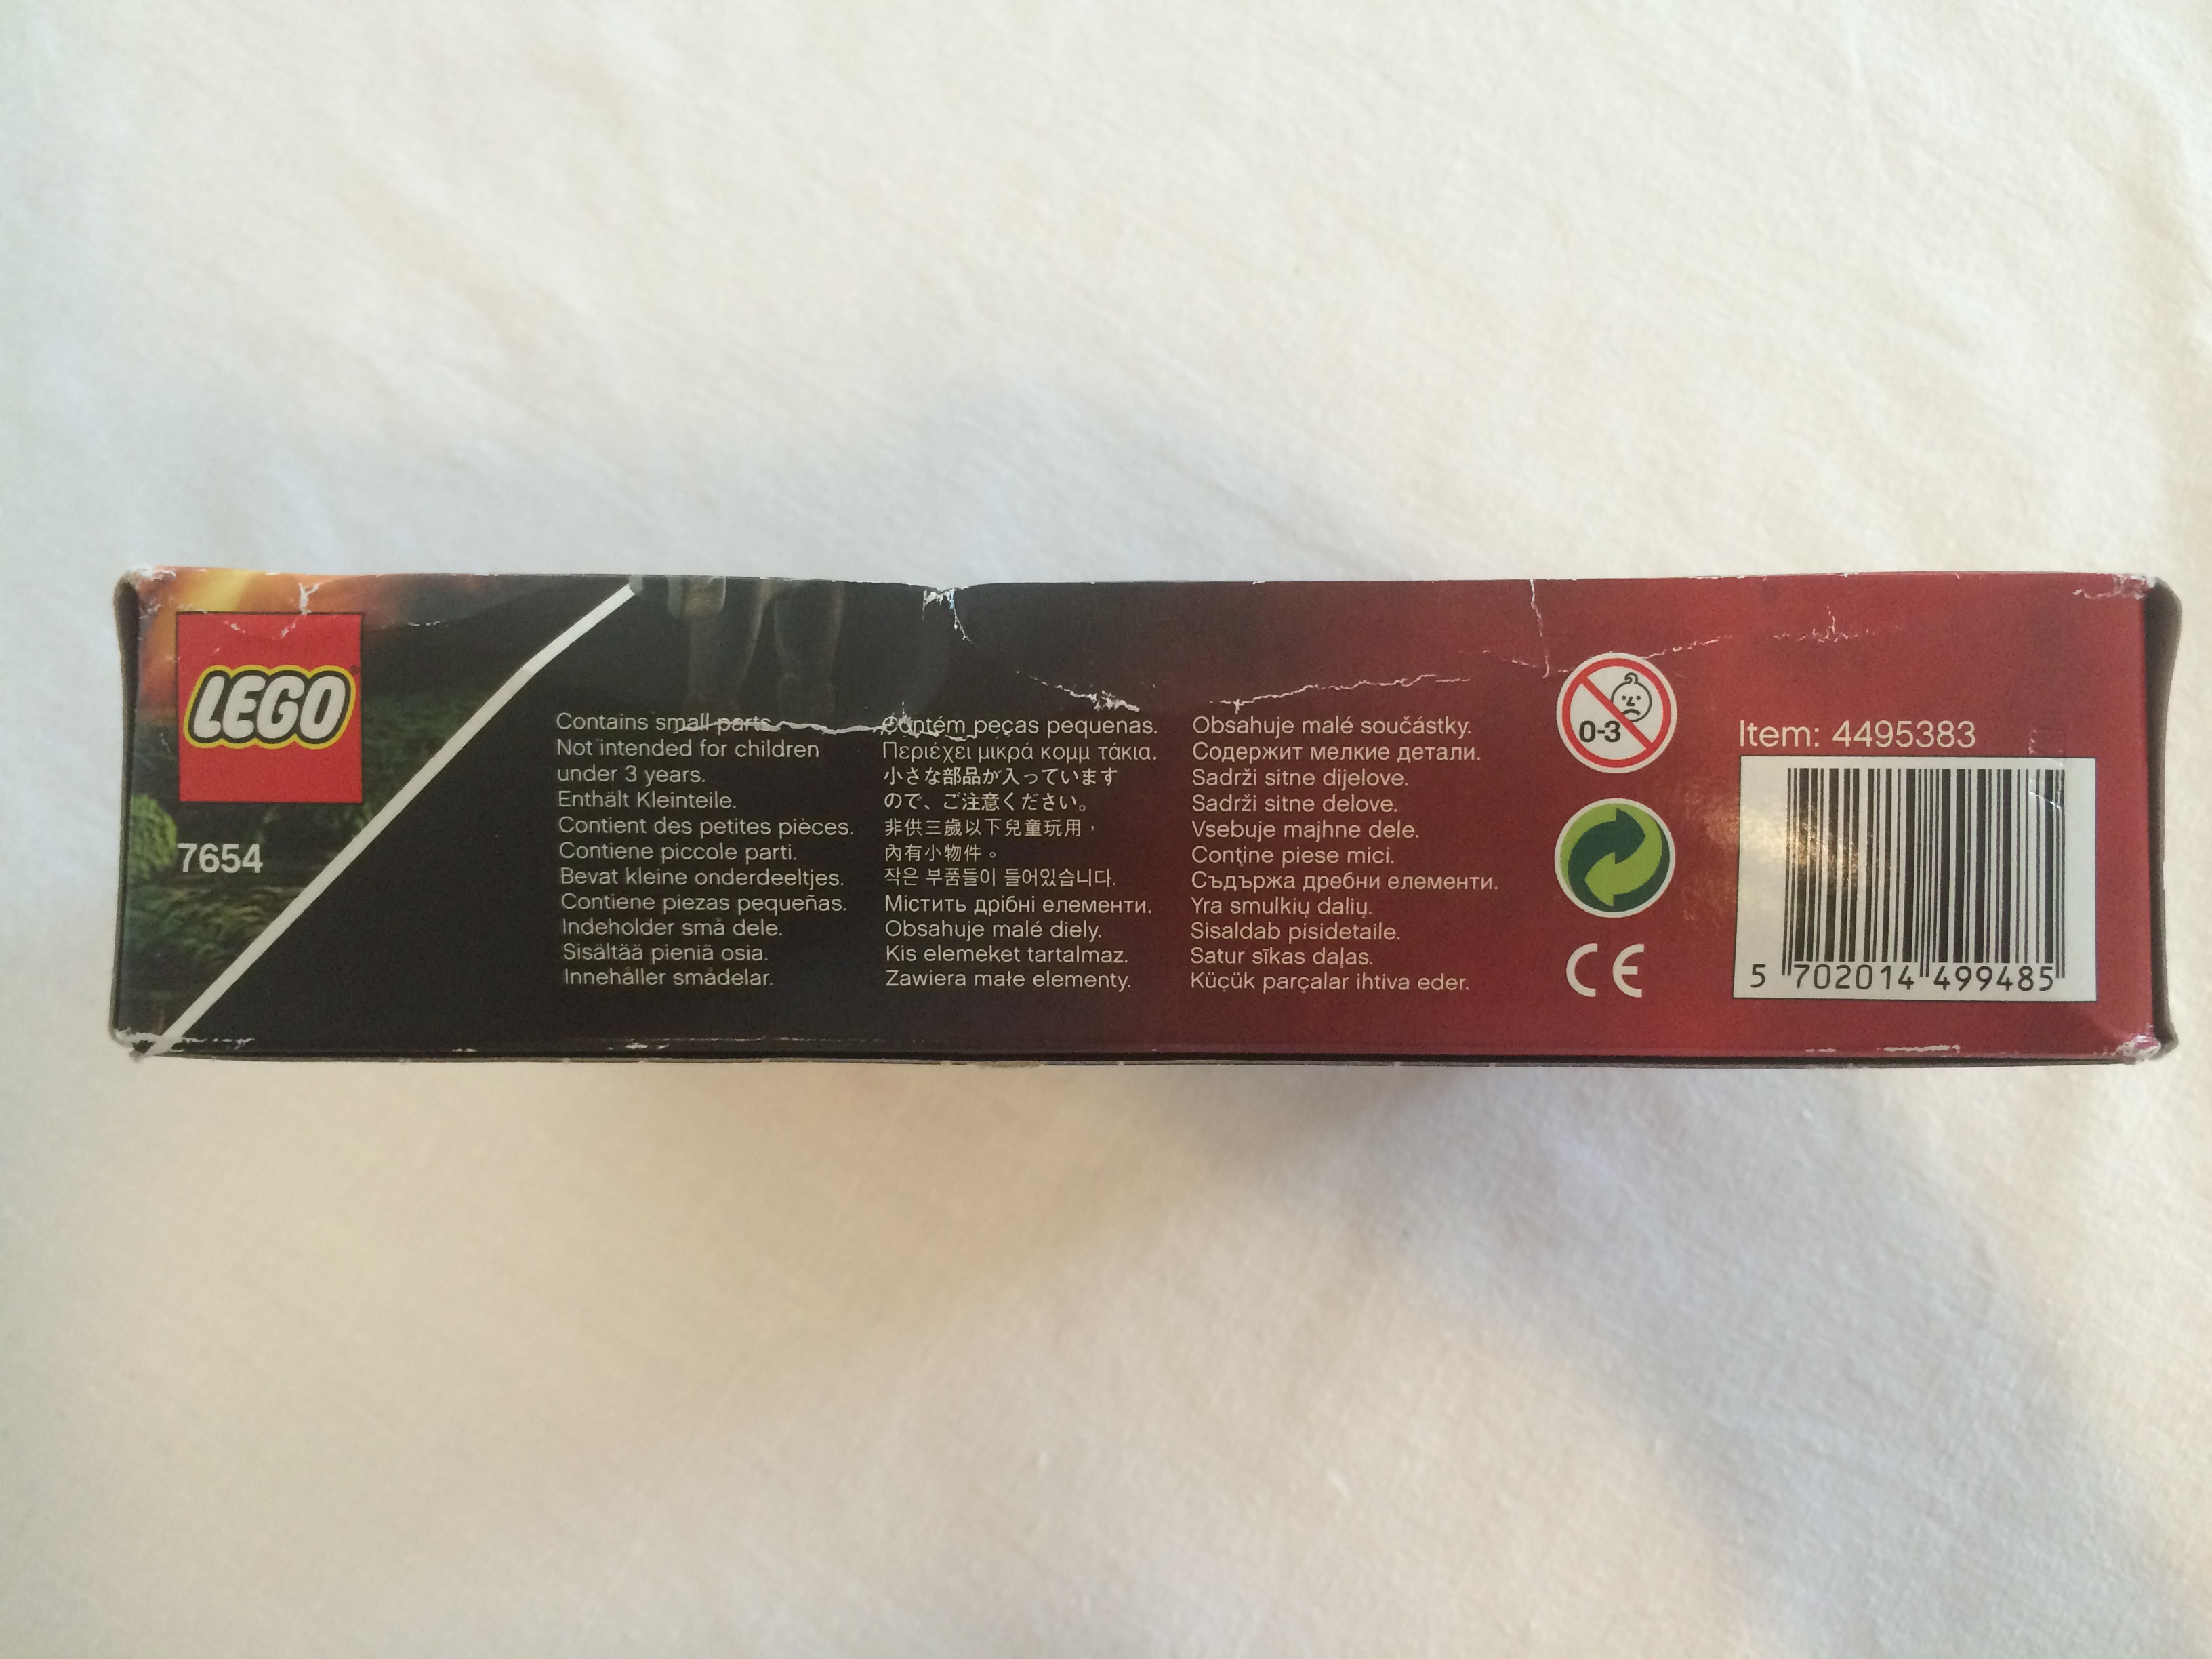 LEGO
7654
Contains small parts.
Not intended for children
under 3 years.
Enthält Kleinteile.
Contient des petites pièces.
Contiene piccole parti.
Bevat kleine onderdeeltjes.
Contiene piezas pequeñas.
Indeholder små dele.
Sisältää pieniä osia.
Innehåller smådelar.
Contém peças pequenas.
Περιέχει μικρά κομμ τάκια.
小さな部品が入っています
ので、ご注意ください。
非供三歲以下兒童玩用，
內有小物件。
작은 부품들이 들어있습니다.
Містить дрібні елементи.
Obsahuje malé diely.
Kis elemeket tartalmaz.
Zawiera małe elementy.
Obsahuje malé součástky.
Содержит мелкие детали.
Sadrži sitne dijelove.
Sadrži sitne delove.
Vsebuje majhne dele.
Conţine piese mici.
Съдържа дребни елементи.
Yra smulkių dalių.
Sisaldab pisidetaile.
Satur sīkas daļas.
Küçük parçalar ihtiva eder.
0-3
CE
Item: 4495383
5 702014 499485